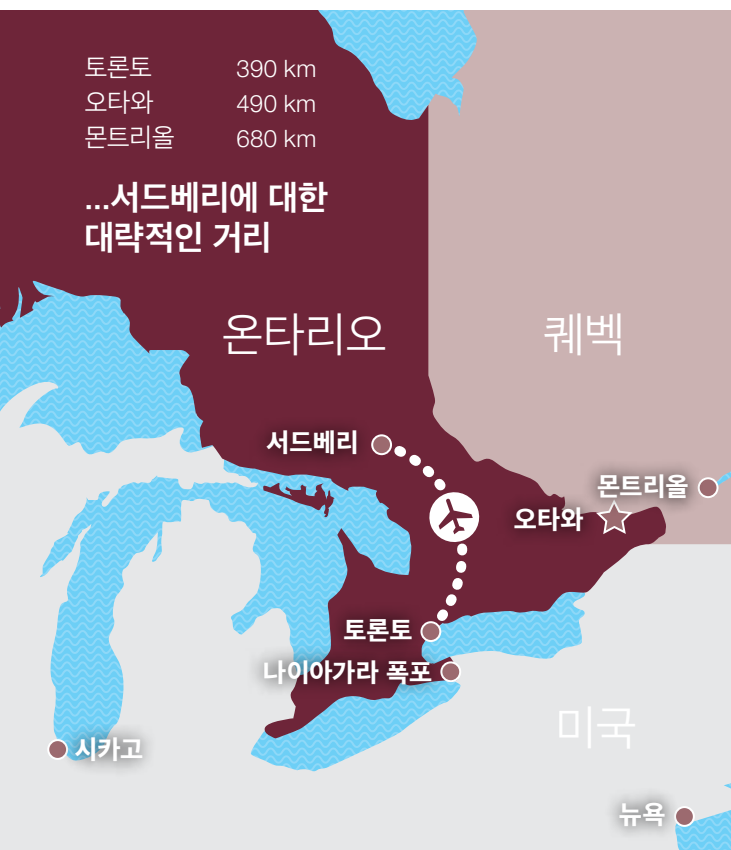 토론토 390 km
오타와 490 km
몬트리올 680 km
...서드베리에 대한
대략적인 거리
온타리오
퀘벡
서드베리
몬트리올
오타와
토론토
나이아가라 폭포
미국
시카고
뉴욕